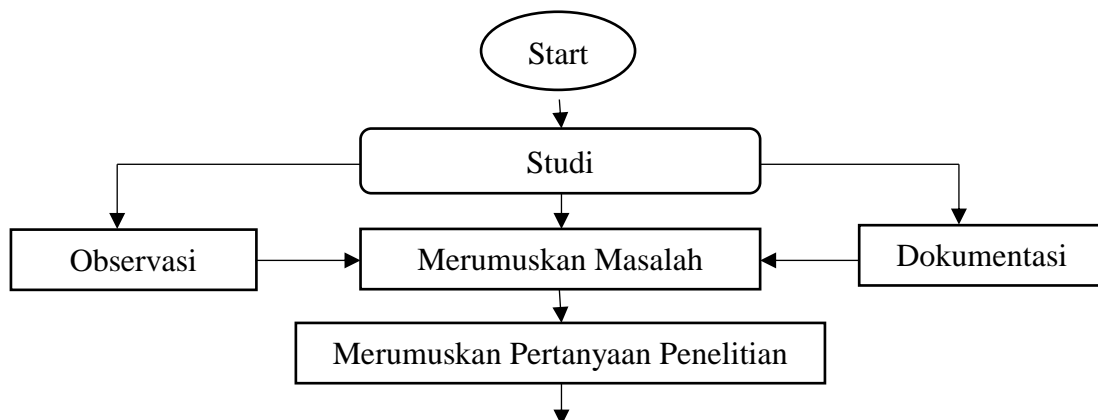 Start
Studi
Observasi
Merumuskan Masalah
Dokumentasi
Merumuskan Pertanyaan Penelitian